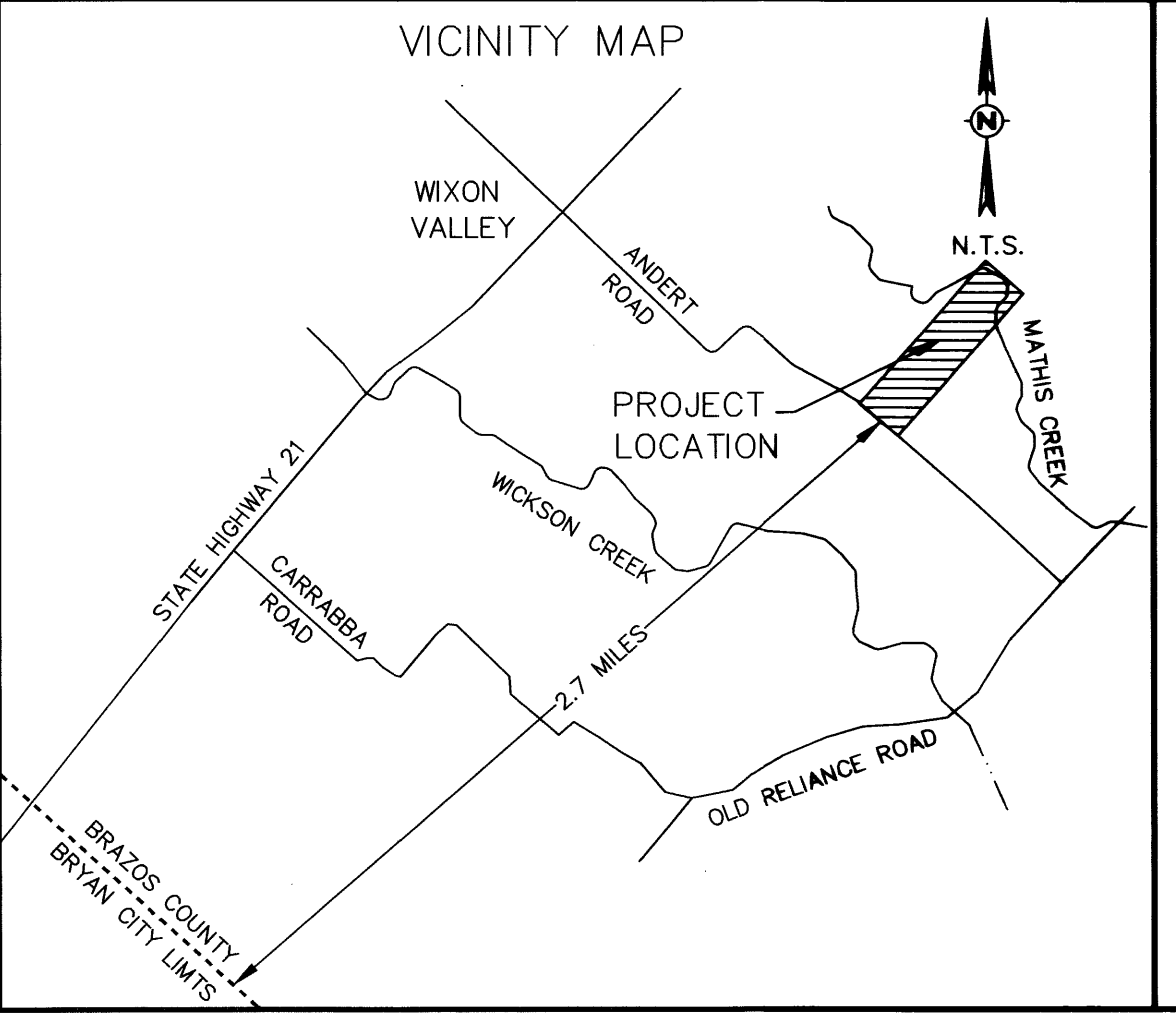 VICINITY MAP
N
WIXON
VALLEY
N.T.S.
ANDERT
ROAD
MATHIS CREEK
PROJECT
LOCATION
STATE HIGHWAY 21
WICKSON CREEK
CARRABBA
ROAD
2.7 MILES
OLD RELIANCE ROAD
BRAZOS COUNTY
BRYAN CITY LIMTS